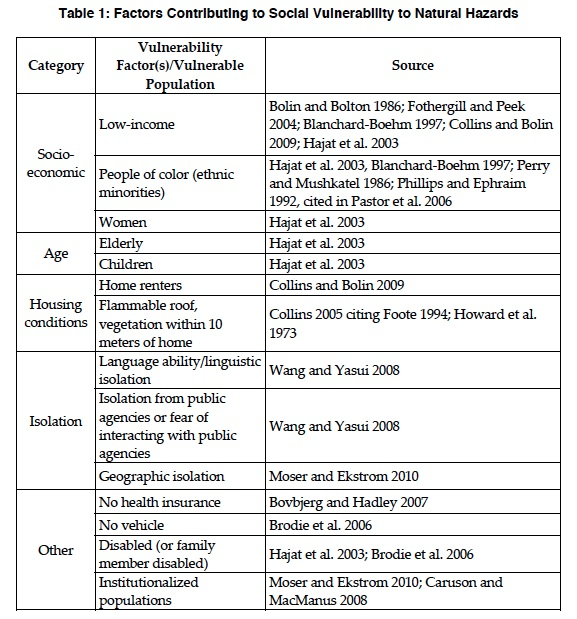 Table 1: Factors Contributing to Social Vulnerability to Natural Hazards
Category
Vulnerability
Factor(s)/Vulnerable
Population
Source
Socio-
economic
Low-income
Bolin and Bolton 1986; Fothergill and Peek
2004; Blanchard-Boehm 1997; Collins and Bolin
2009; Hajat et al. 2003
People of color (ethnic
minorities)
Hajat et al. 2003, Blanchard-Boehm 1997; Perry
and Mushkatel 1986; Phillips and Ephraim
1992, cited in Pastor et al. 2006
Women
Hajat et al. 2003
Age
Elderly
Hajat et al. 2003
Children
Hajat et al. 2003
Housing
conditions
Home renters
Collins and Bolin 2009
Flammable roof,
vegetation within 10
meters of home
Collins 2005 citing Foote 1994; Howard et al.
1973
Isolation
Language ability/linguistic
isolation
Wang and Yasui 2008
Isolation from public
agencies or fear of
interacting with public
agencies
Wang and Yasui 2008
Geographic isolation
Moser and Ekstrom 2010
Other
No health insurance
Bovbjerg and Hadley 2007
No vehicle
Brodie et al. 2006
Disabled (or family
member disabled)
Hajat et al. 2003; Brodie et al. 2006
Institutionalized
populations
Moser and Ekstrom 2010; Caruson and
MacManus 2008